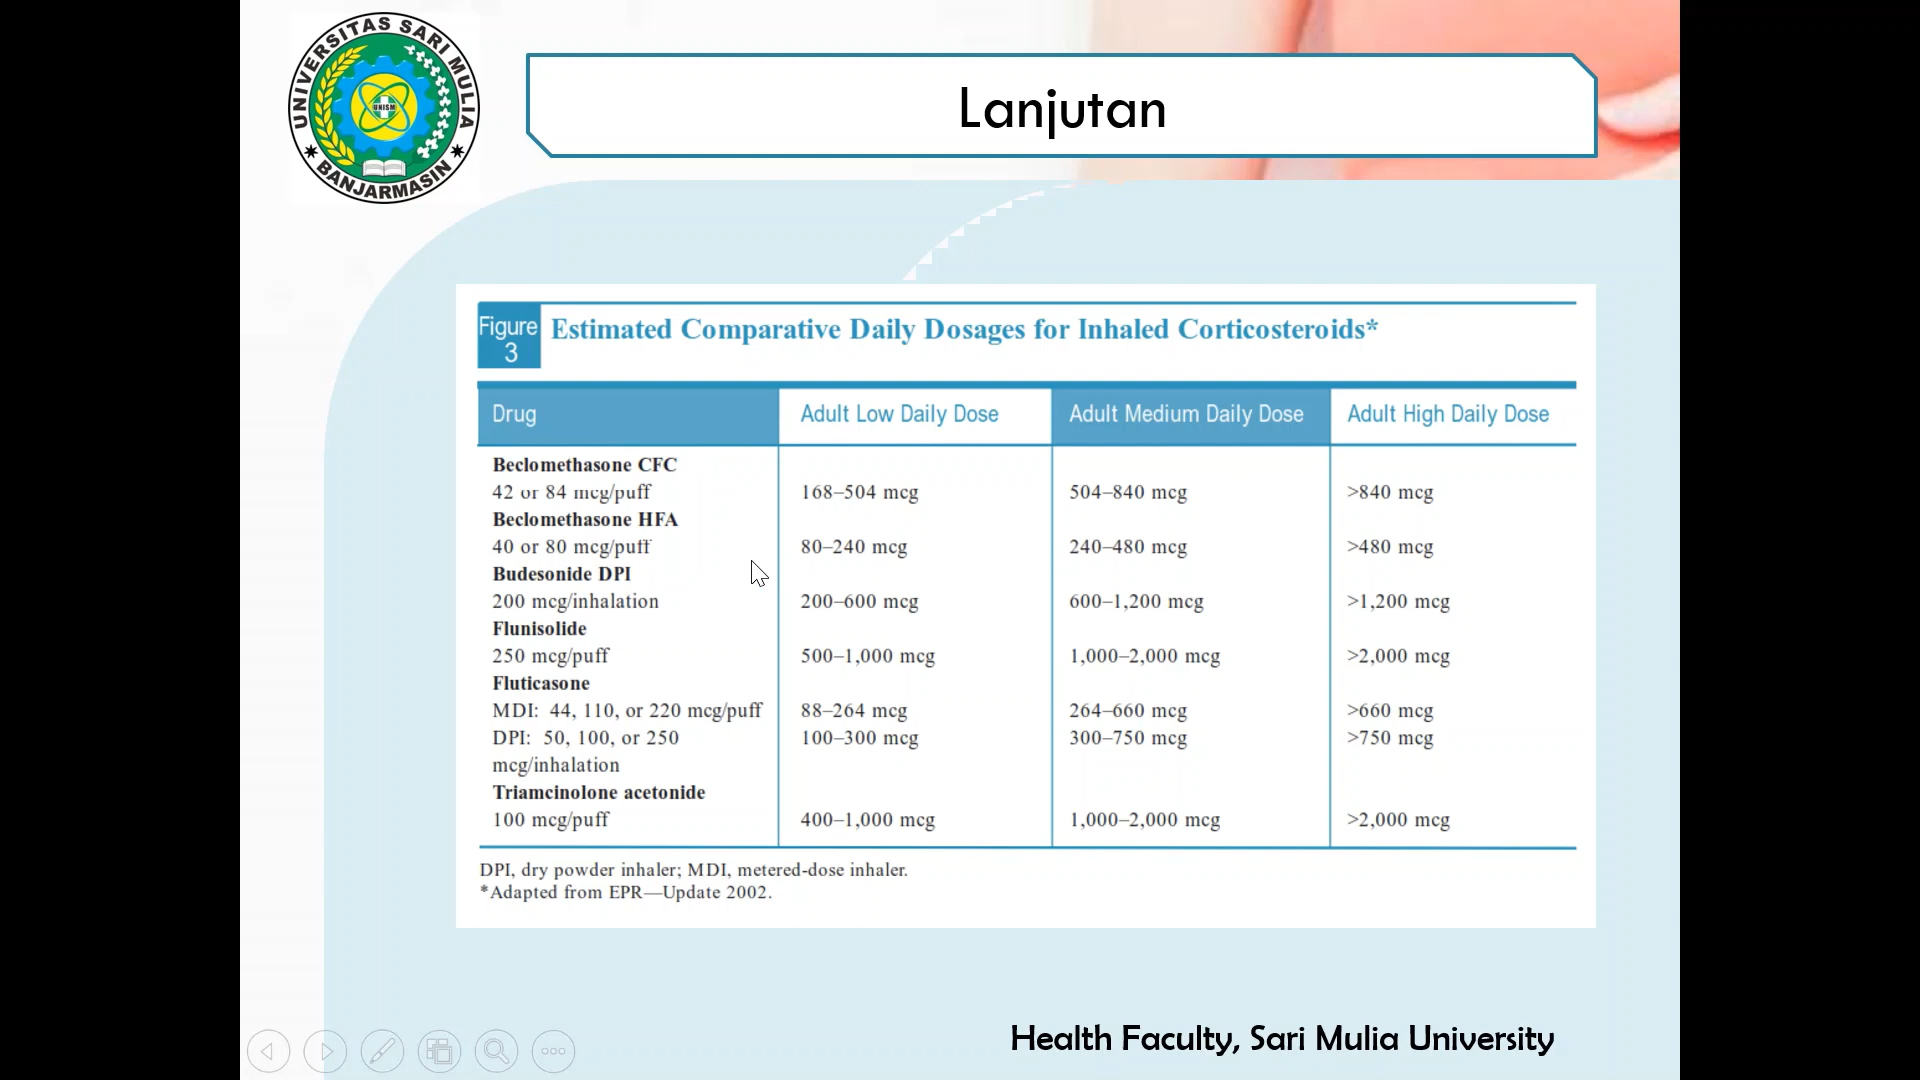 UNIVERSITAS SARI MULIA
UNISM
BANJARMASIN
Lanjutan
Figure 3 Estimated Comparative Daily Dosages for Inhaled Corticosteroids*
Drug Adult Low Daily Dose Adult Medium Daily Dose Adult High Daily Dose
Beclomethasone CFC
42 or 84 mcg/puff 168–504 mcg 504–840 mcg >840 mcg
Beclomethasone HFA
40 or 80 mcg/puff 80–240 mcg 240–480 mcg >480 mcg
Budesonide DPI
200 mcg/inhalation 200–600 mcg 600–1,200 mcg >1,200 mcg
Flunisolide
250 mcg/puff 500–1,000 mcg 1,000–2,000 mcg >2,000 mcg
Fluticasone
MDI: 44, 110, or 220 mcg/puff 88–264 mcg 264–660 mcg >660 mcg
DPI: 50, 100, or 250 100–300 mcg 300–750 mcg >750 mcg
mcg/inhalation
Triamcinolone acetonide
100 mcg/puff 400–1,000 mcg 1,000–2,000 mcg >2,000 mcg
DPI, dry powder inhaler; MDI, metered-dose inhaler.
*Adapted from EPR—Update 2002.
Health Faculty, Sari Mulia University